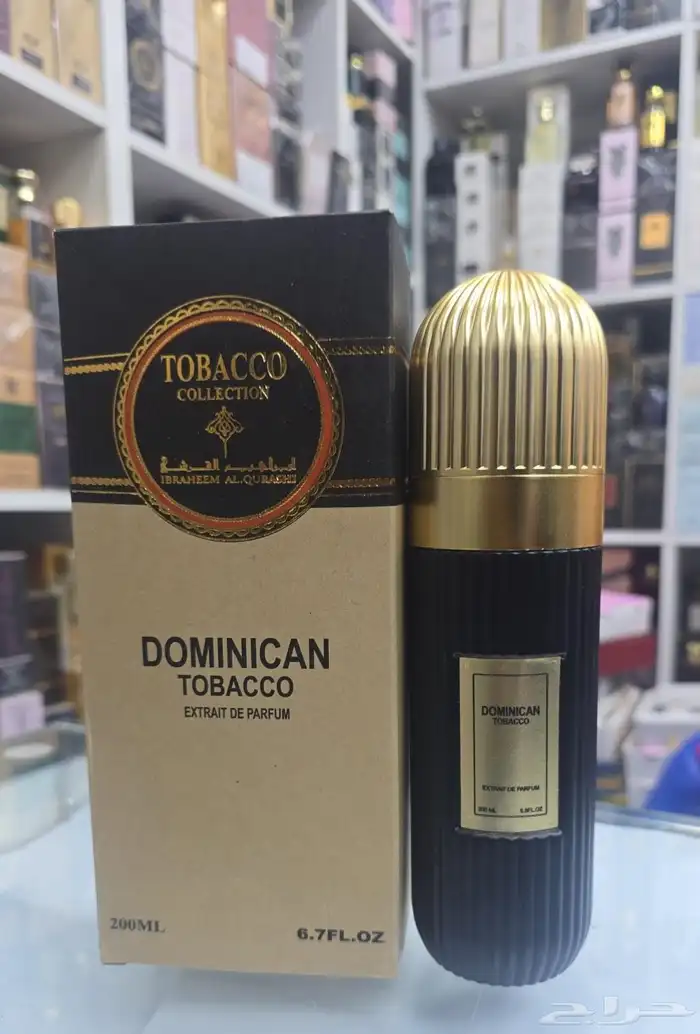 TOBACCO
COLLECTION
ابراهيم القرشي
IBRAHEEM AL.QURASHI
DOMINICAN
TOBACCO
EXTRAIT DE PARFUM
200ML
6.7FL.OZ
DOMINICAN
TOBACCO
EXTRAIT DE PARFUM
حراج